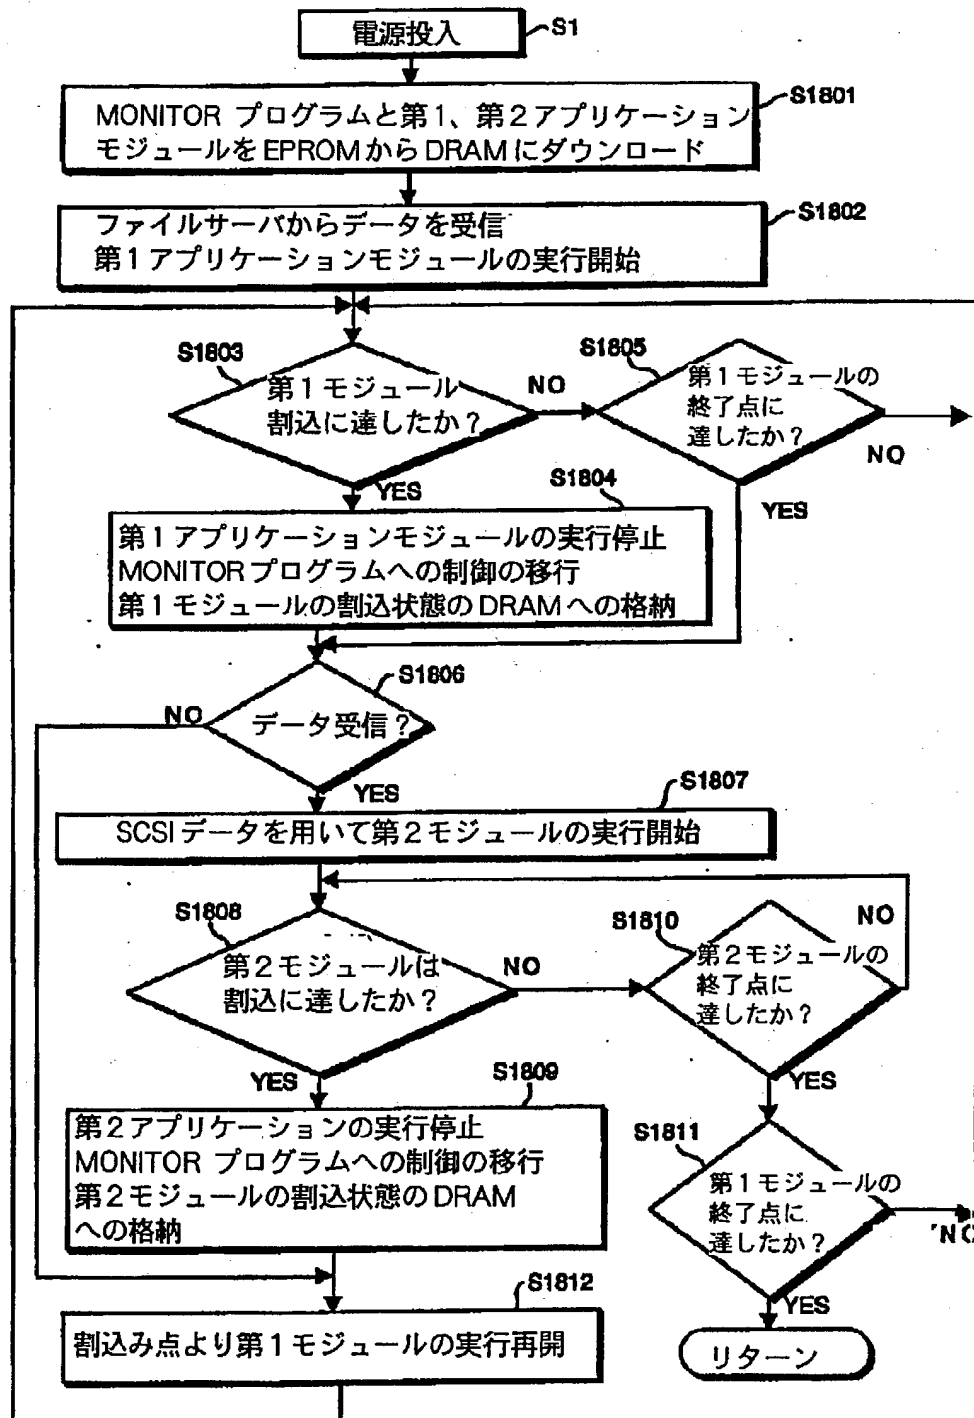 電源投入
S1
S1801
MONITOR プログラムと第1、第2アプリケーション
モジュールをEPROMからDRAMにダウンロード
S1802
ファイルサーバからデータを受信
第1アプリケーションモジュールの実行開始
S1803
第1モジュール
割込に達したか？
NO
YES
S1805
第1モジュールの
終了点に
達したか？
NO
YES
S1804
第1アプリケーションモジュールの実行停止
MONITORプログラムへの制御の移行
第1モジュールの割込状態のDRAMへの格納
S1806
データ受信？
NO
YES
S1807
SCSIデータを用いて第2モジュールの実行開始
S1808
第2モジュールは
割込に達したか？
NO
YES
S1810
第2モジュールの
終了点に
達したか？
NO
YES
S1809
第2アプリケーションの実行停止
MONITOR プログラムへの制御の移行
第2モジュールの割込状態のDRAM
への格納
S1811
第1モジュールの
終了点に
達したか？
NO
YES
S1812
割込み点より第1モジュールの実行再開
リターン